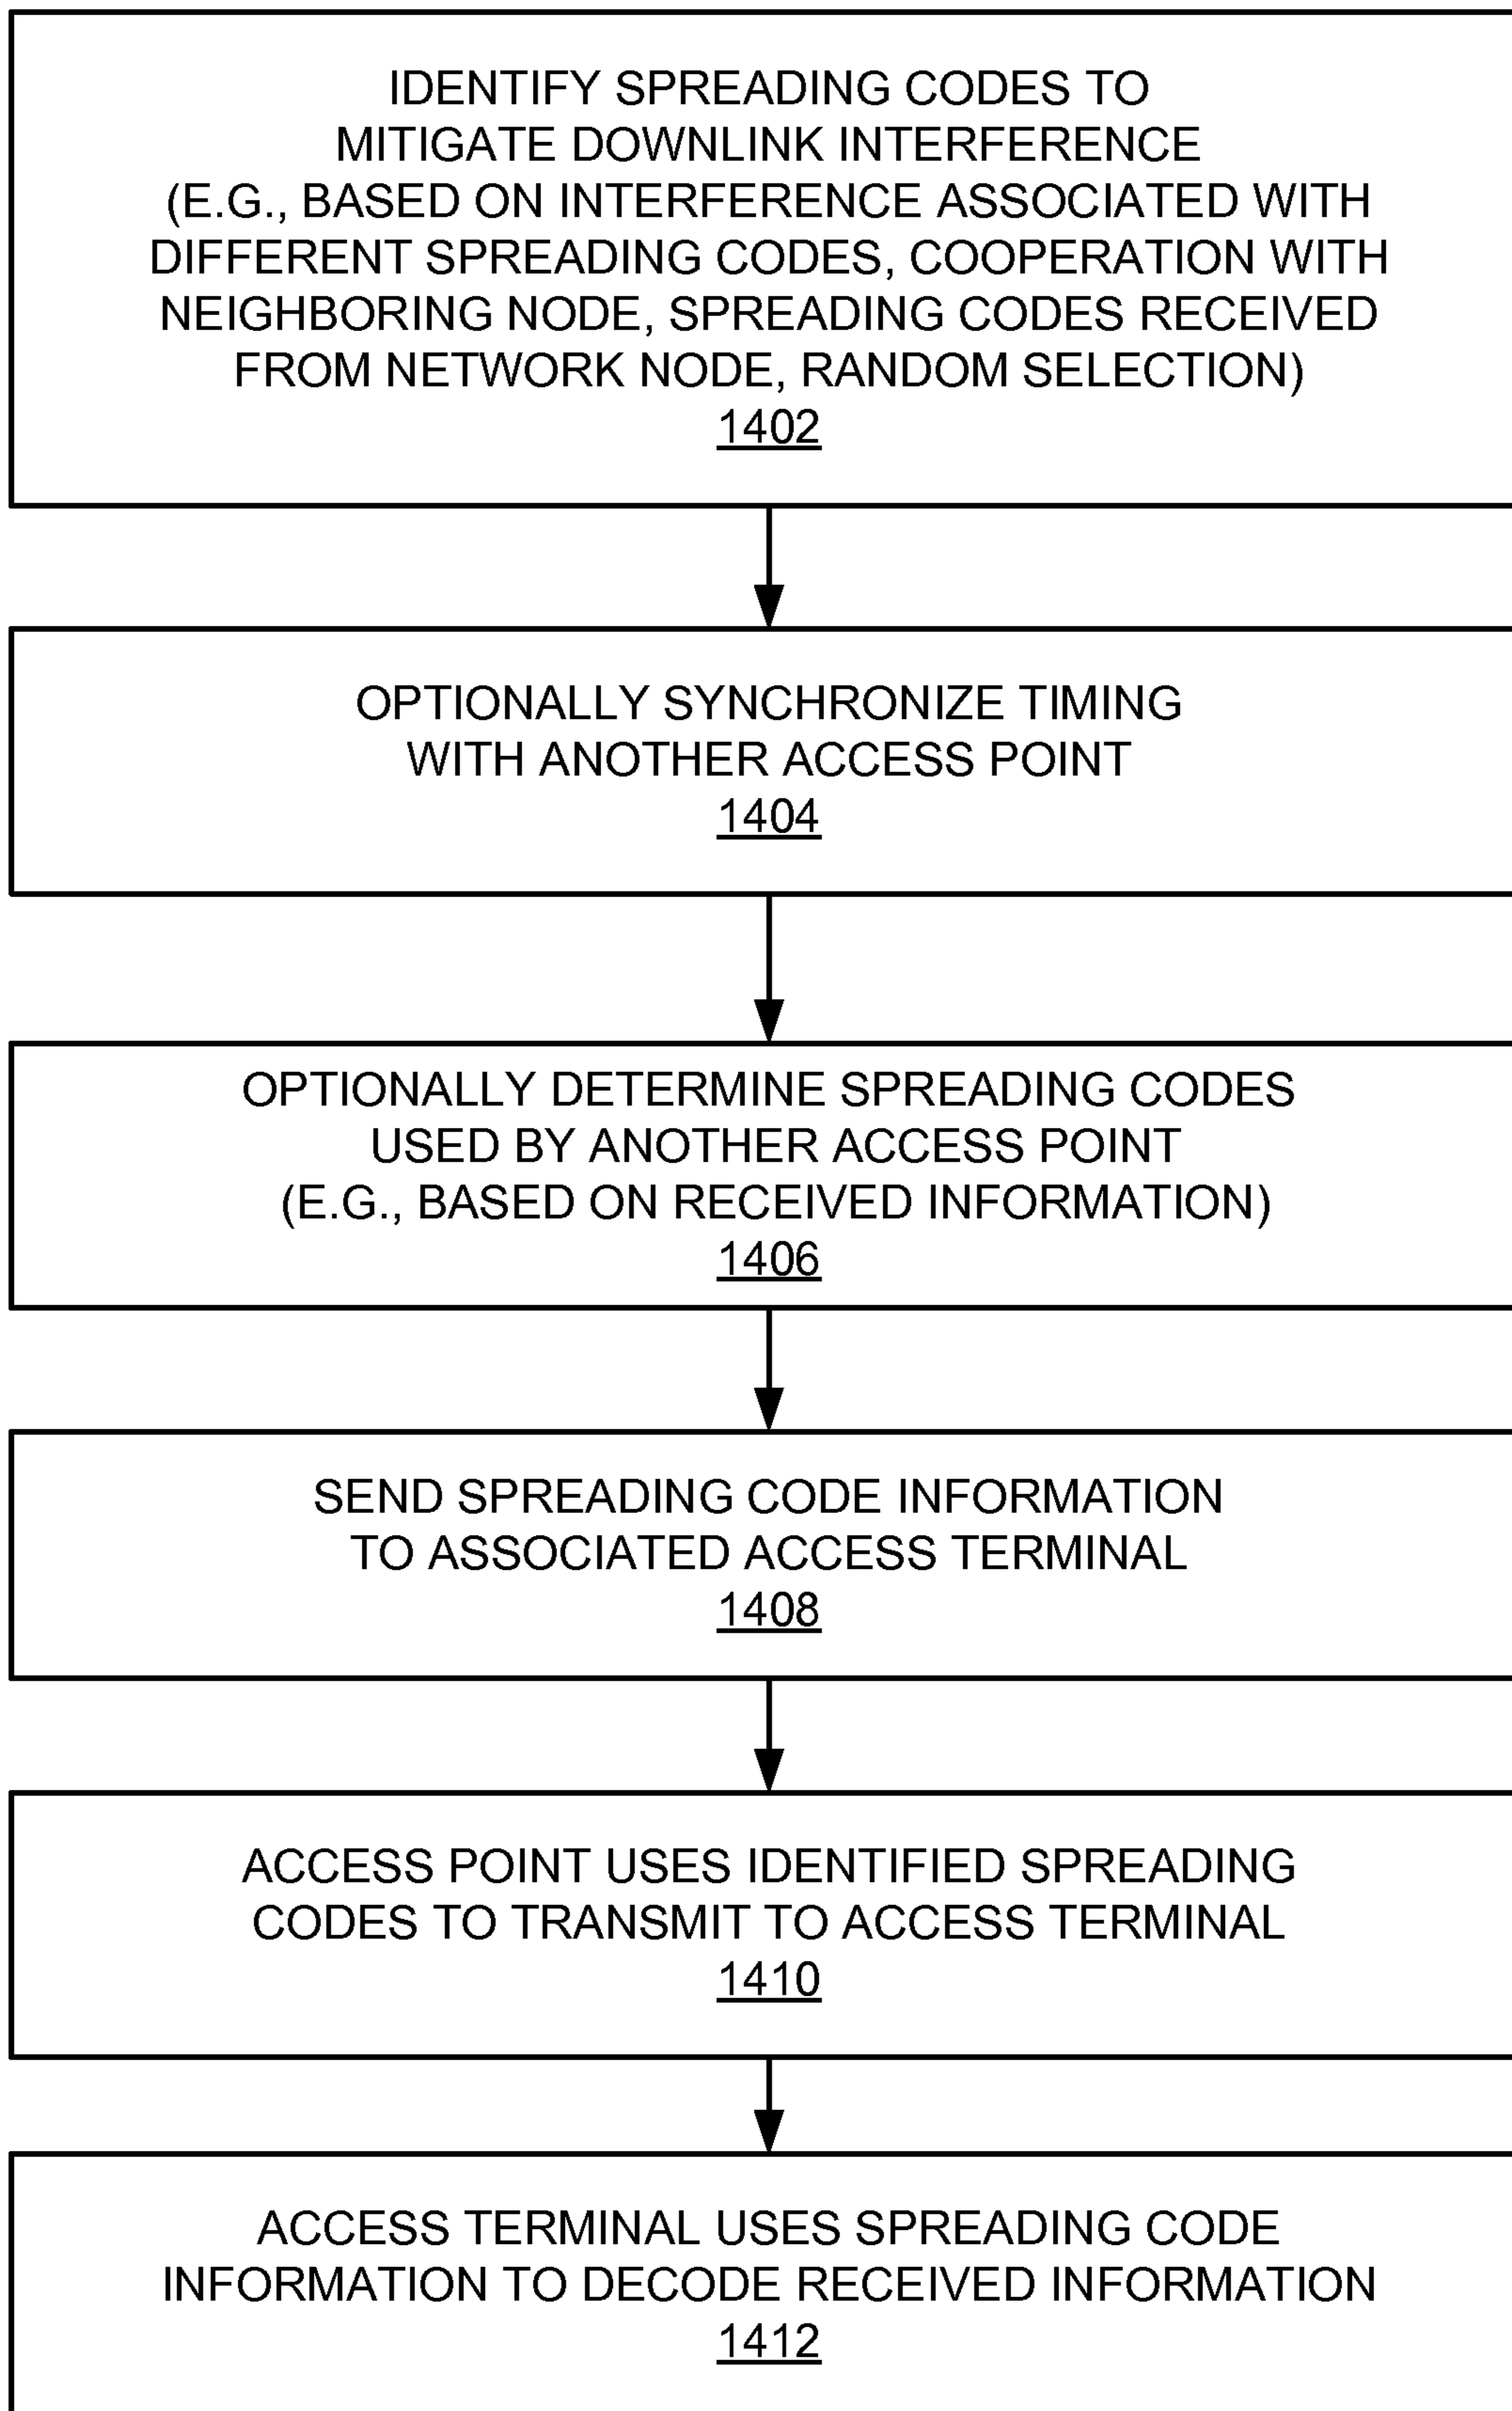 IDENTIFY SPREADING CODES TO
MITIGATE DOWNLINK INTERFERENCE
(E.G., BASED ON INTERFERENCE ASSOCIATED WITH
DIFFERENT SPREADING CODES, COOPERATION WITH
NEIGHBORING NODE, SPREADING CODES RECEIVED
FROM NETWORK NODE, RANDOM SELECTION)
1402
OPTIONALLY SYNCHRONIZE TIMING
WITH ANOTHER ACCESS POINT
1404
OPTIONALLY DETERMINE SPREADING CODES
USED BY ANOTHER ACCESS POINT
(E.G., BASED ON RECEIVED INFORMATION)
1406
SEND SPREADING CODE INFORMATION
TO ASSOCIATED ACCESS TERMINAL
1408
ACCESS POINT USES IDENTIFIED SPREADING
CODES TO TRANSMIT TO ACCESS TERMINAL
1410
ACCESS TERMINAL USES SPREADING CODE
INFORMATION TO DECODE RECEIVED INFORMATION
1412